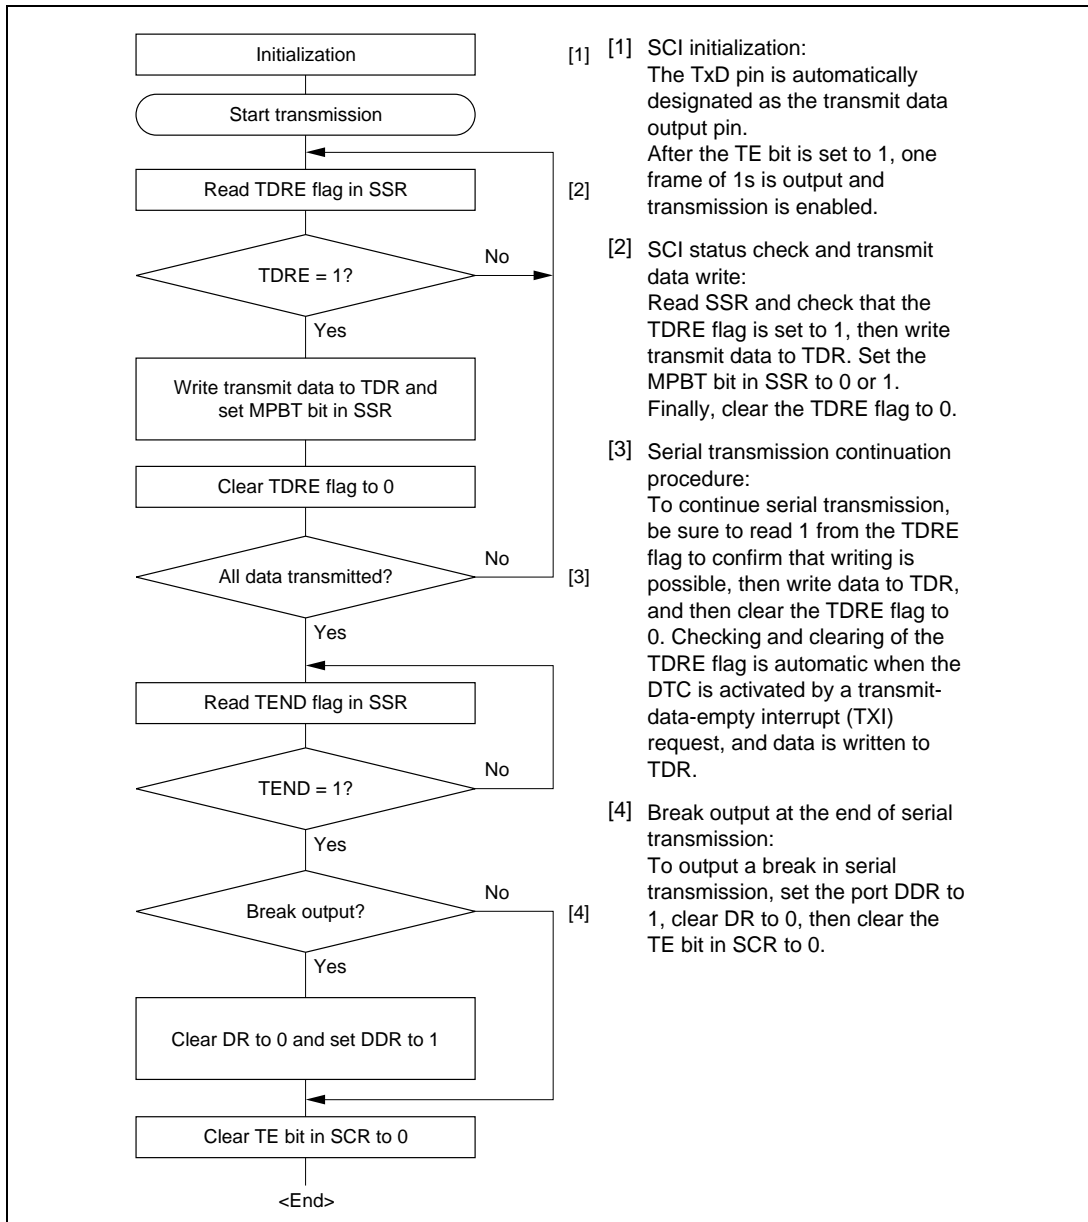 Initialization
[1]
Start transmission
Read TDRE flag in SSR
[2]
TDRE = 1?
No
Yes
Write transmit data to TDR and
set MPBT bit in SSR
Clear TDRE flag to 0
All data transmitted?
No
[3]
Yes
Read TEND flag in SSR
TEND = 1?
No
Yes
Break output?
No
[4]
Yes
Clear DR to 0 and set DDR to 1
Clear TE bit in SCR to 0
<End>
[1] SCI initialization:
The TxD pin is automatically
designated as the transmit data
output pin.
After the TE bit is set to 1, one
frame of 1s is output and
transmission is enabled.
[2] SCI status check and transmit
data write:
Read SSR and check that the
TDRE flag is set to 1, then write
transmit data to TDR. Set the
MPBT bit in SSR to 0 or 1.
Finally, clear the TDRE flag to 0.
[3] Serial transmission continuation
procedure:
To continue serial transmission,
be sure to read 1 from the TDRE
flag to confirm that writing is
possible, then write data to TDR,
and then clear the TDRE flag to
0. Checking and clearing of the
TDRE flag is automatic when the
DTC is activated by a transmit-
data-empty interrupt (TXI)
request, and data is written to
TDR.
[4] Break output at the end of serial
transmission:
To output a break in serial
transmission, set the port DDR to
1, clear DR to 0, then clear the
TE bit in SCR to 0.